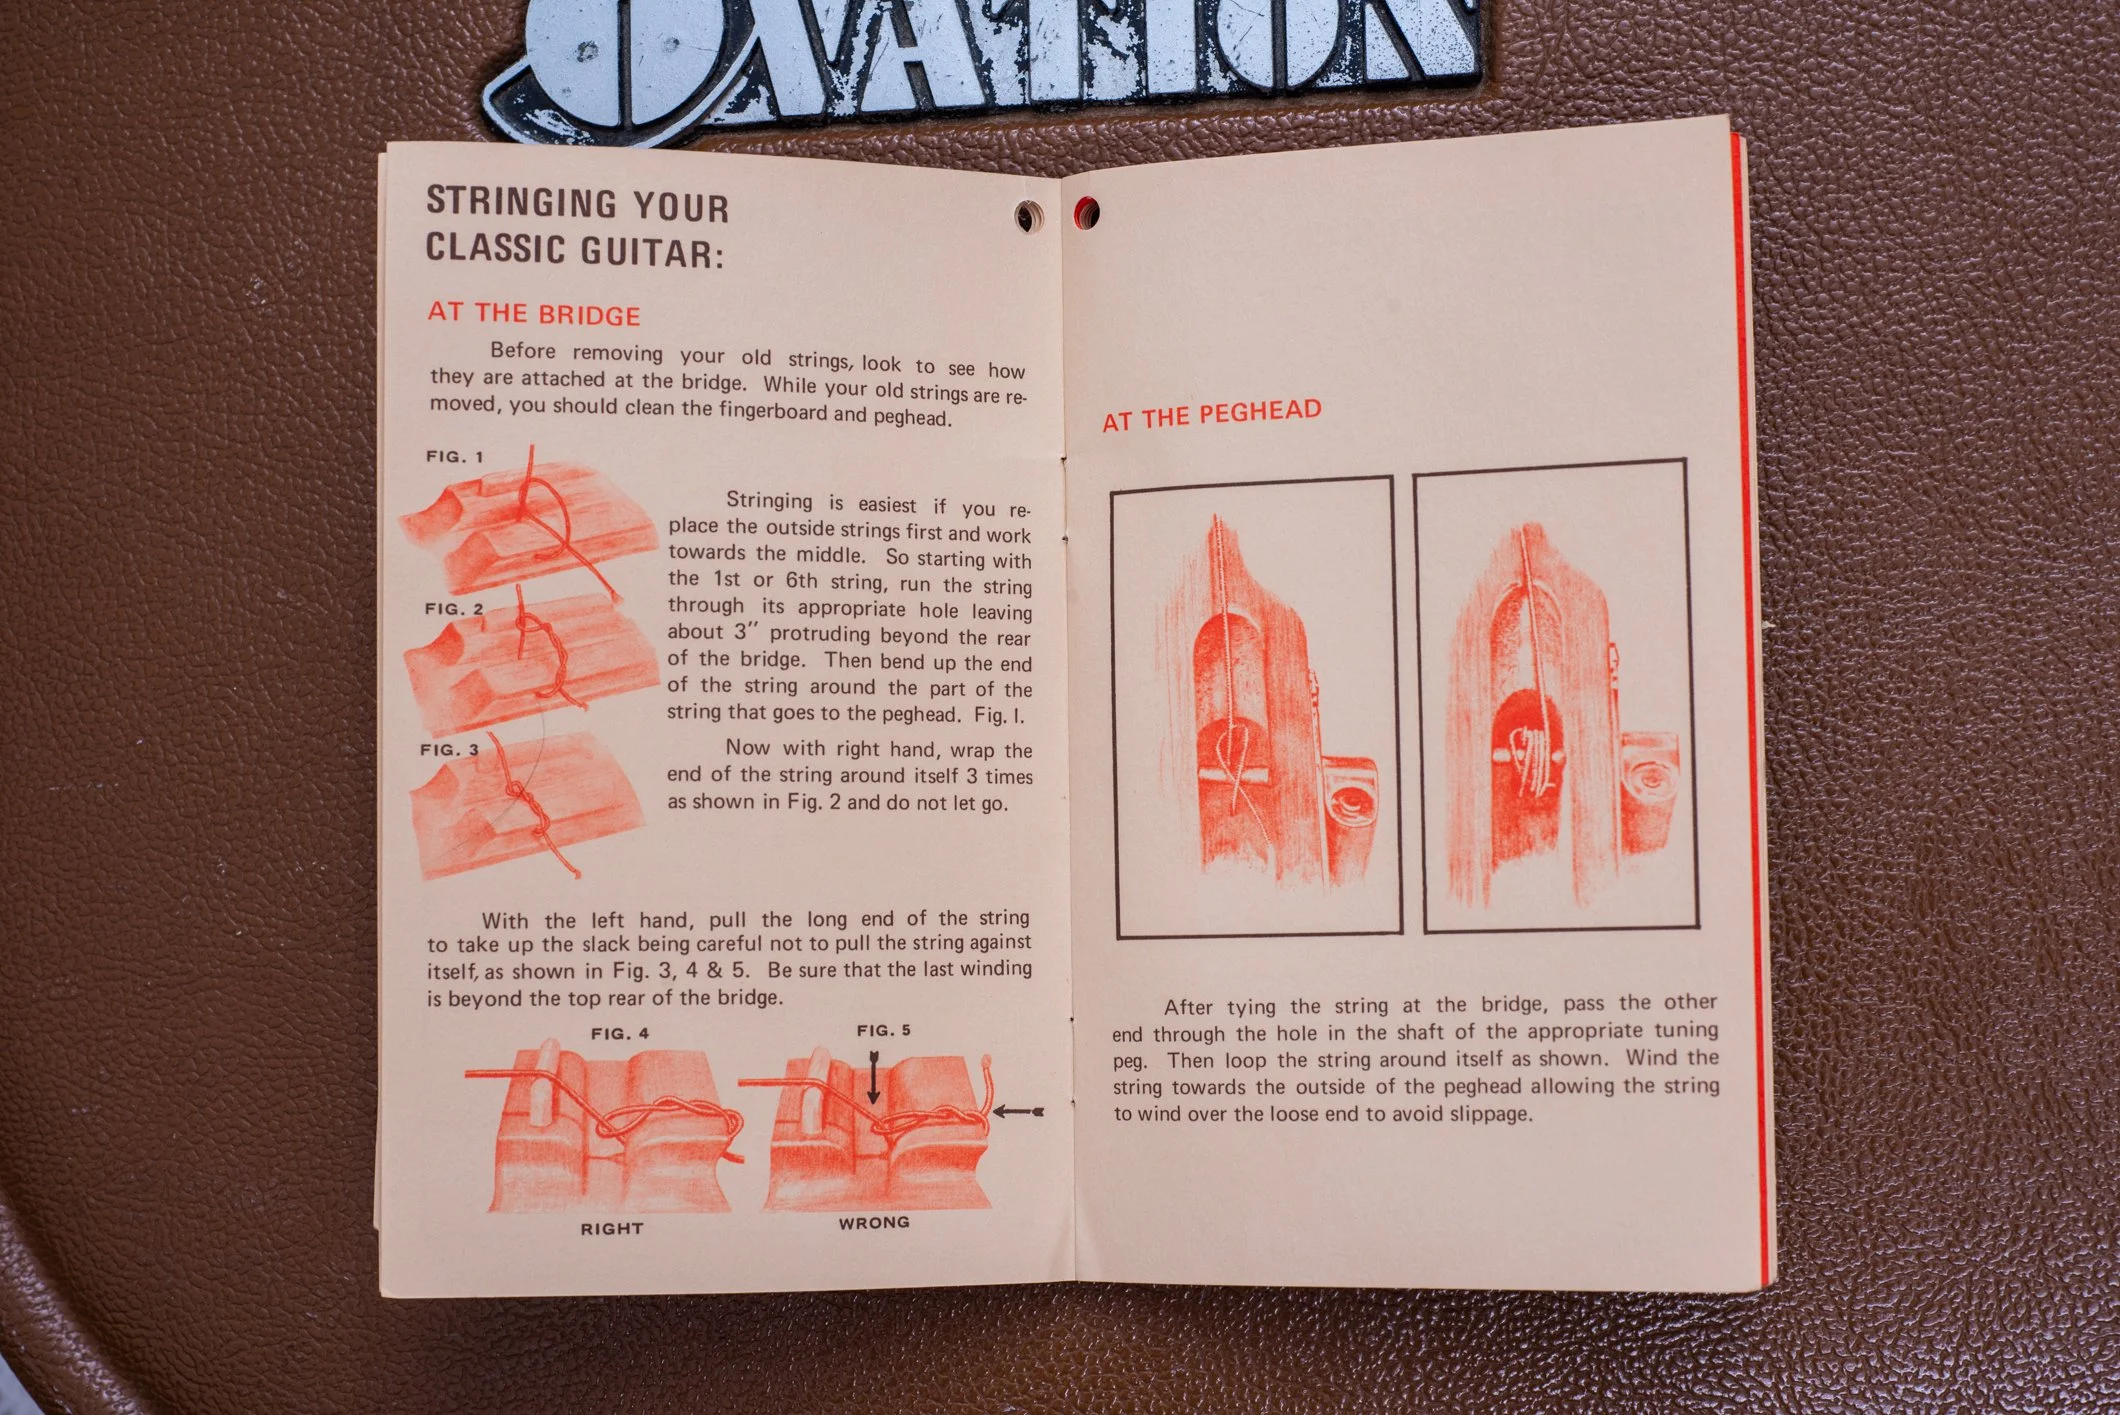 OVATION
STRINGING YOUR
CLASSIC GUITAR:
AT THE BRIDGE
Before removing your old strings, look to see how
they are attached at the bridge. While your old strings are re-
moved, you should clean the fingerboard and peghead.
FIG. 1
Stringing is easiest if you re-
place the outside strings first and work
towards the middle. So starting with
the 1st or 6th string, run the string
through its appropriate hole leaving
about 3" protruding beyond the rear
of the bridge. Then bend up the end
of the string around the part of the
string that goes to the peghead. Fig. I.
FIG. 2
FIG. 3
Now with right hand, wrap the
end of the string around itself 3 times
as shown in Fig. 2 and do not let go.
With the left hand, pull the long end of the string
to take up the slack being careful not to pull the string against
itself, as shown in Fig. 3, 4 & 5. Be sure that the last winding
is beyond the top rear of the bridge.
FIG. 4
FIG. 5
RIGHT
WRONG
AT THE PEGHEAD
After tying the string at the bridge, pass the other
end through the hole in the shaft of the appropriate tuning
peg. Then loop the string around itself as shown. Wind the
string towards the outside of the peghead allowing the string
to wind over the loose end to avoid slippage.